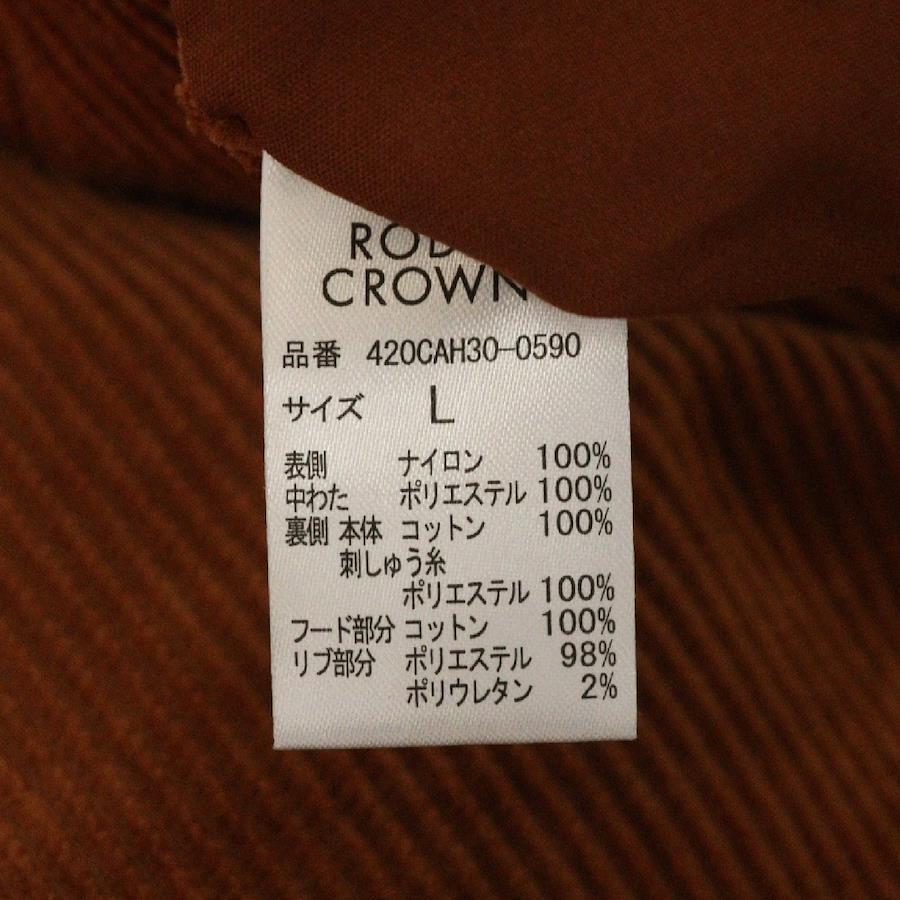 ROD
CROWN
品番 420CAH30-0590
サイズ L
表側 ナイロン 100%
中わた ポリエステル 100%
裏側 本体 コットン 100%
刺しゅう糸
ポリエステル 100%
フード部分 コットン 100%
リブ部分 ポリエステル 98%
ポリウレタン 2%